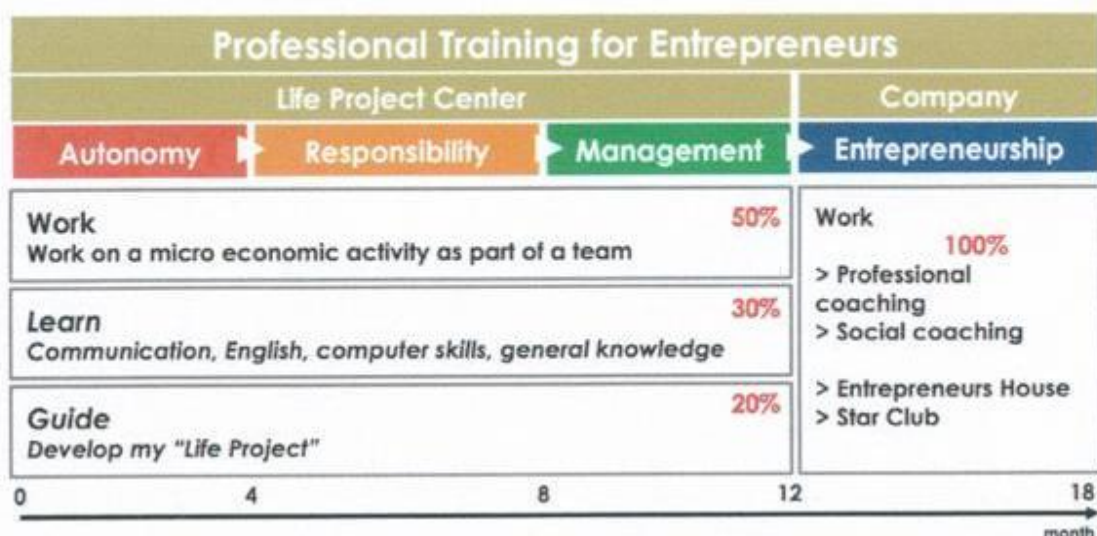 Professional Training for Entrepreneurs
Life Project Center
Company
Autonomy
Responsibility
Management
Entrepreneurship
Work
50%
Work on a micro economic activity as part of a team
Learn
30%
Communication, English, computer skills, general knowledge
Guide
20%
Develop my "Life Project"
Work
100%
> Professional
coaching
> Social coaching
> Entrepreneurs House
> Star Club
0 4 8 12 18
month